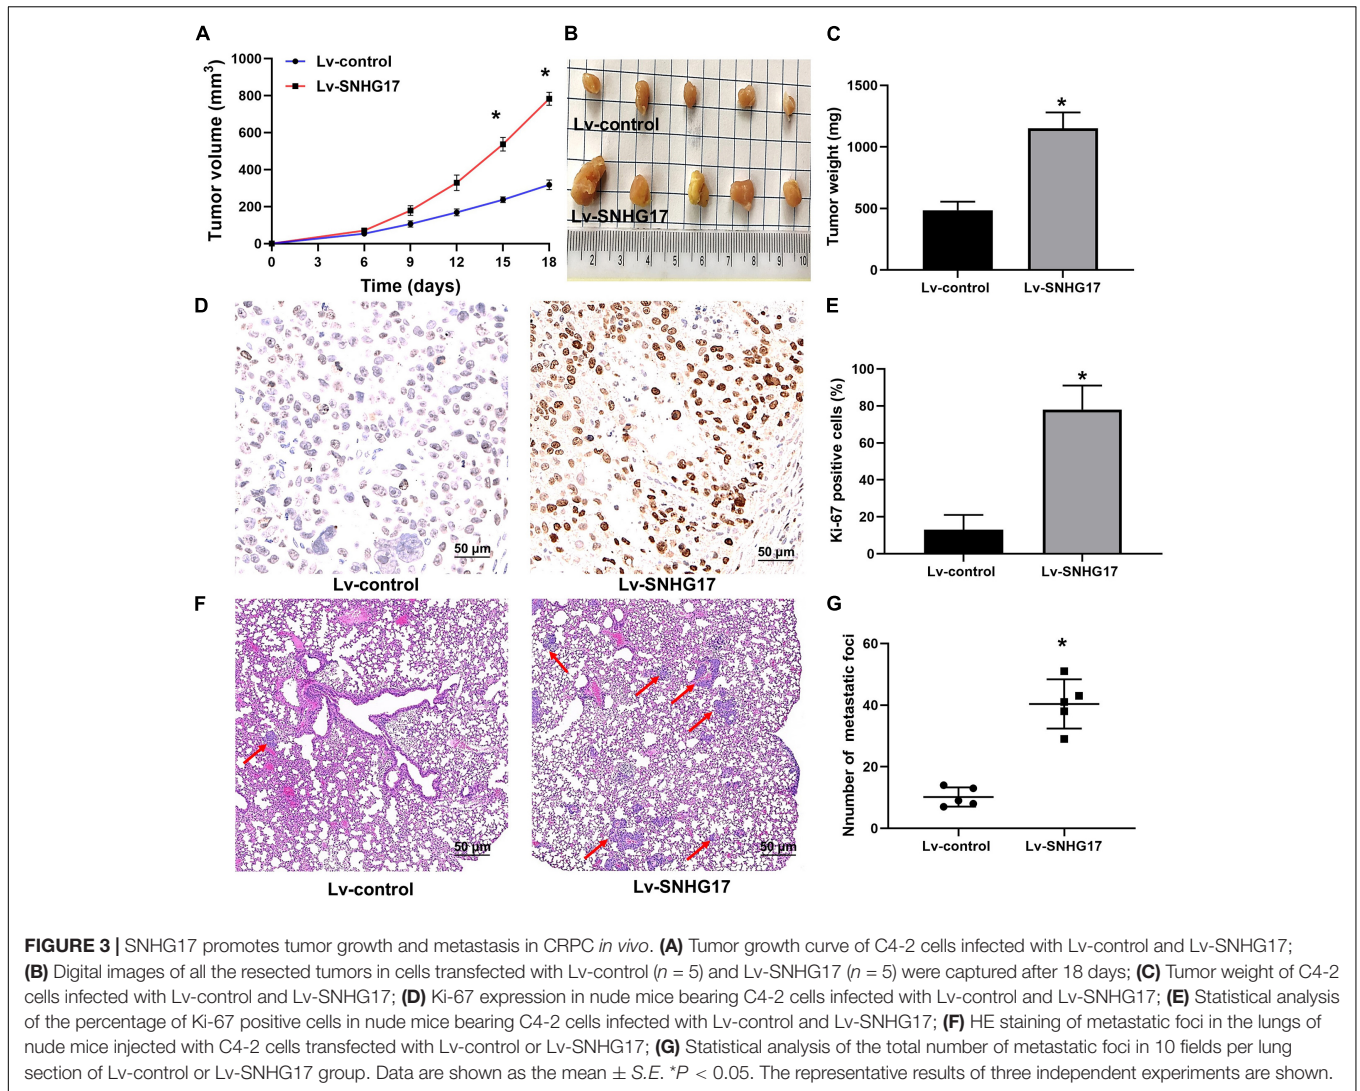 A
Tumor volume (mm³)
1000
800
600
400
200
0
Lv-control
Lv-SNHG17
*
*
0 3 6 9 12 15 18
Time (days)
B
Lv-control
Lv-SNHG17
2 3 4 5 6 7 8 9 10
C
Tumor weight (mg)
1500
1000
500
0
*
Lv-control Lv-SNHG17
D
50 µm
50 µm
Lv-control
Lv-SNHG17
E
Ki-67 positive cells (%)
100
80
60
40
20
0
*
Lv-control Lv-SNHG17
F
50 µm
50 µm
Lv-control
Lv-SNHG17
G
Nnumber of metastatic foci
60
40
20
0
*
Lv-control Lv-SNHG17
FIGURE 3 | SNHG17 promotes tumor growth and metastasis in CRPC in vivo. (A) Tumor growth curve of C4-2 cells infected with Lv-control and Lv-SNHG17;
(B) Digital images of all the resected tumors in cells transfected with Lv-control (n = 5) and Lv-SNHG17 (n = 5) were captured after 18 days; (C) Tumor weight of C4-2
cells infected with Lv-control and Lv-SNHG17; (D) Ki-67 expression in nude mice bearing C4-2 cells infected with Lv-control and Lv-SNHG17; (E) Statistical analysis
of the percentage of Ki-67 positive cells in nude mice bearing C4-2 cells infected with Lv-control and Lv-SNHG17; (F) HE staining of metastatic foci in the lungs of
nude mice injected with C4-2 cells transfected with Lv-control or Lv-SNHG17; (G) Statistical analysis of the total number of metastatic foci in 10 fields per lung
section of Lv-control or Lv-SNHG17 group. Data are shown as the mean ± S.E. *P < 0.05. The representative results of three independent experiments are shown.